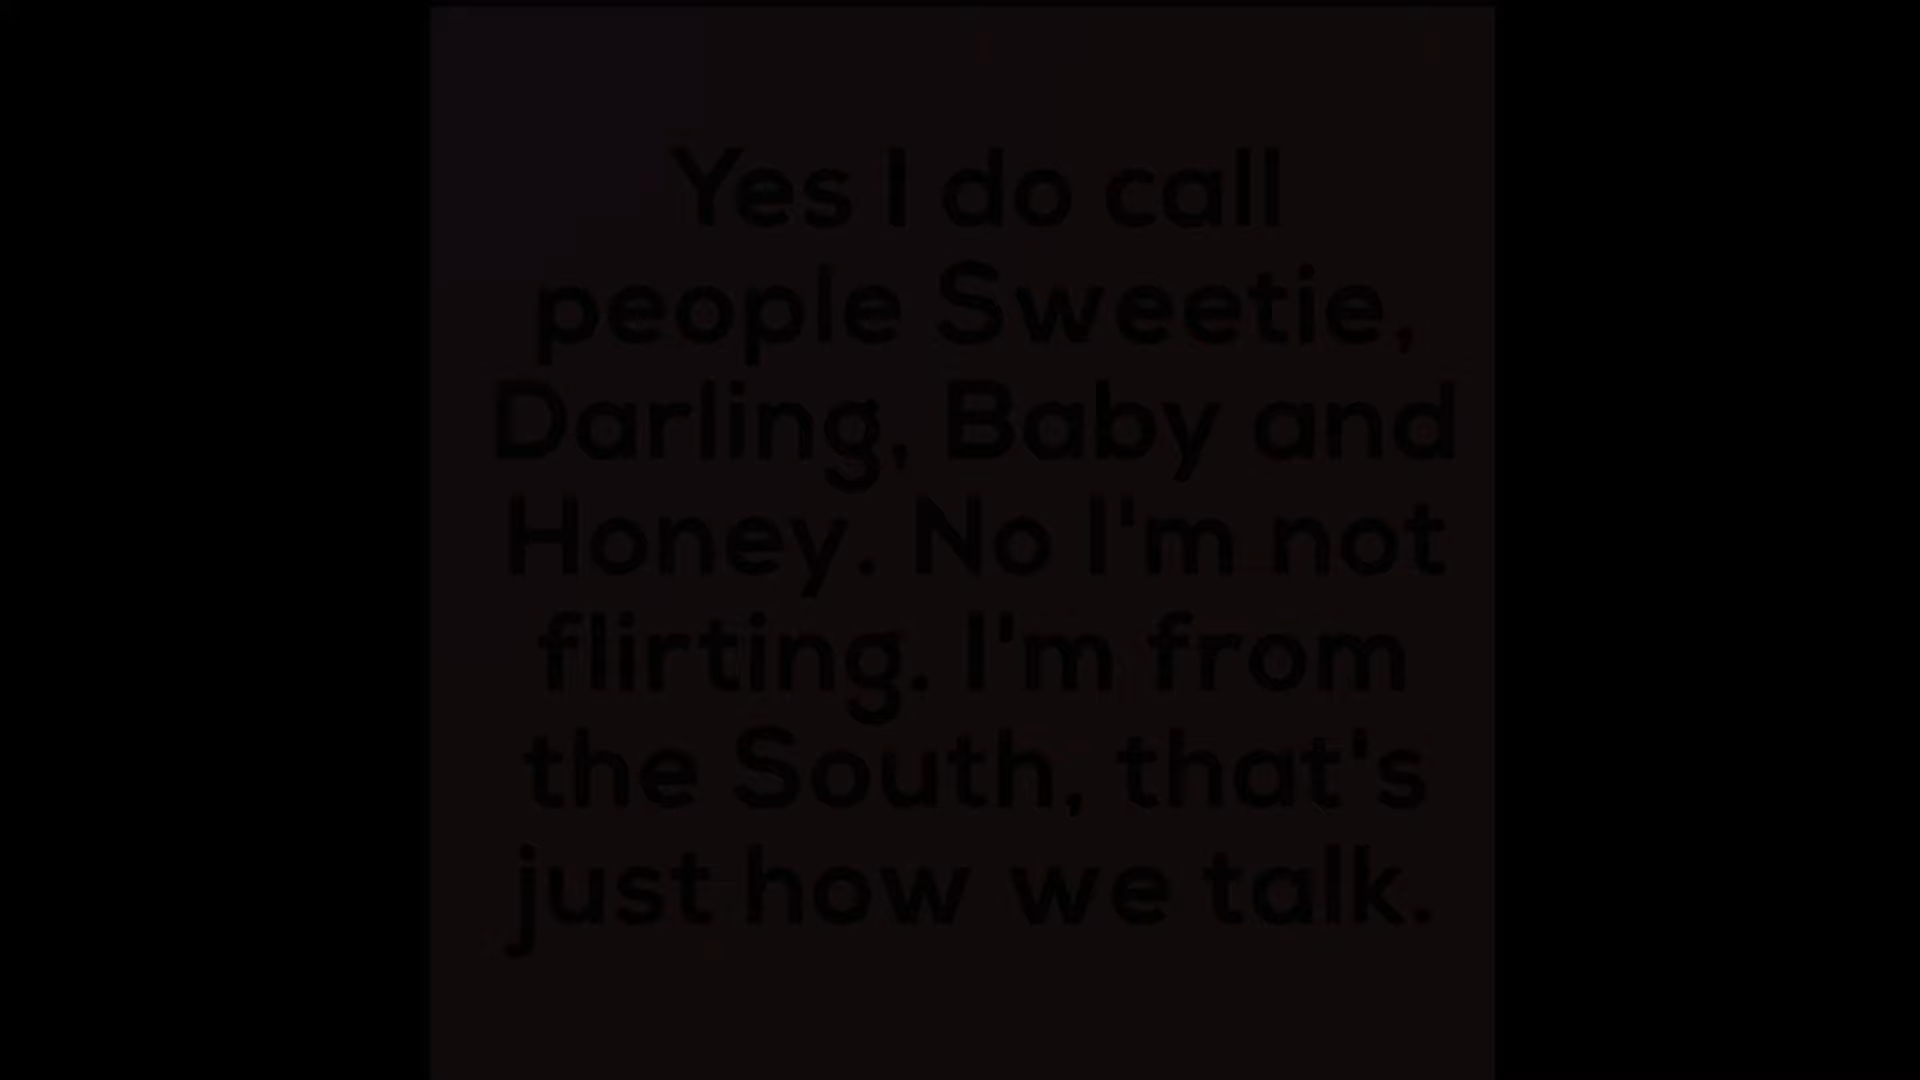 Yes I do call
people Sweetie,
Darling, Baby and
Honey. No I'm not
flirting. I'm from
the South, that's
just how we talk.